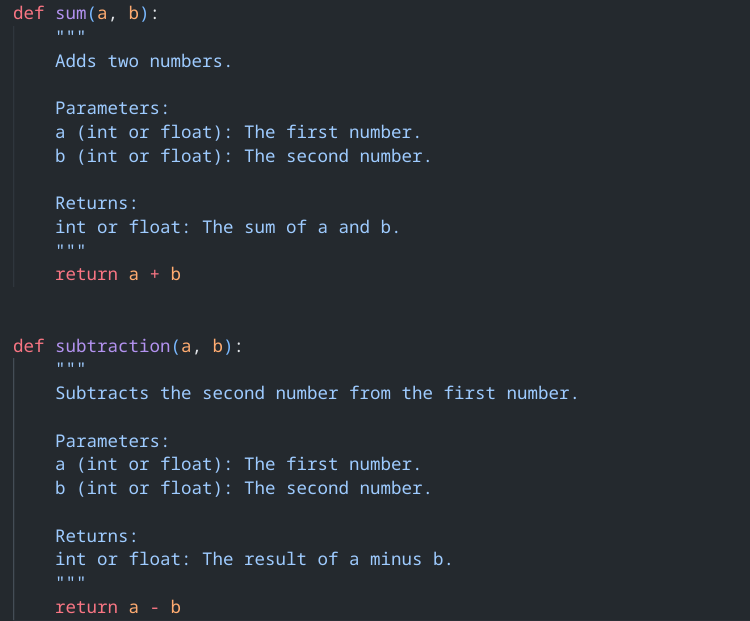 def sum(a, b):
    """
    Adds two numbers.

    Parameters:
    a (int or float): The first number.
    b (int or float): The second number.

    Returns:
    int or float: The sum of a and b.
    """
    return a + b


def subtraction(a, b):
    """
    Subtracts the second number from the first number.

    Parameters:
    a (int or float): The first number.
    b (int or float): The second number.

    Returns:
    int or float: The result of a minus b.
    """
    return a - b